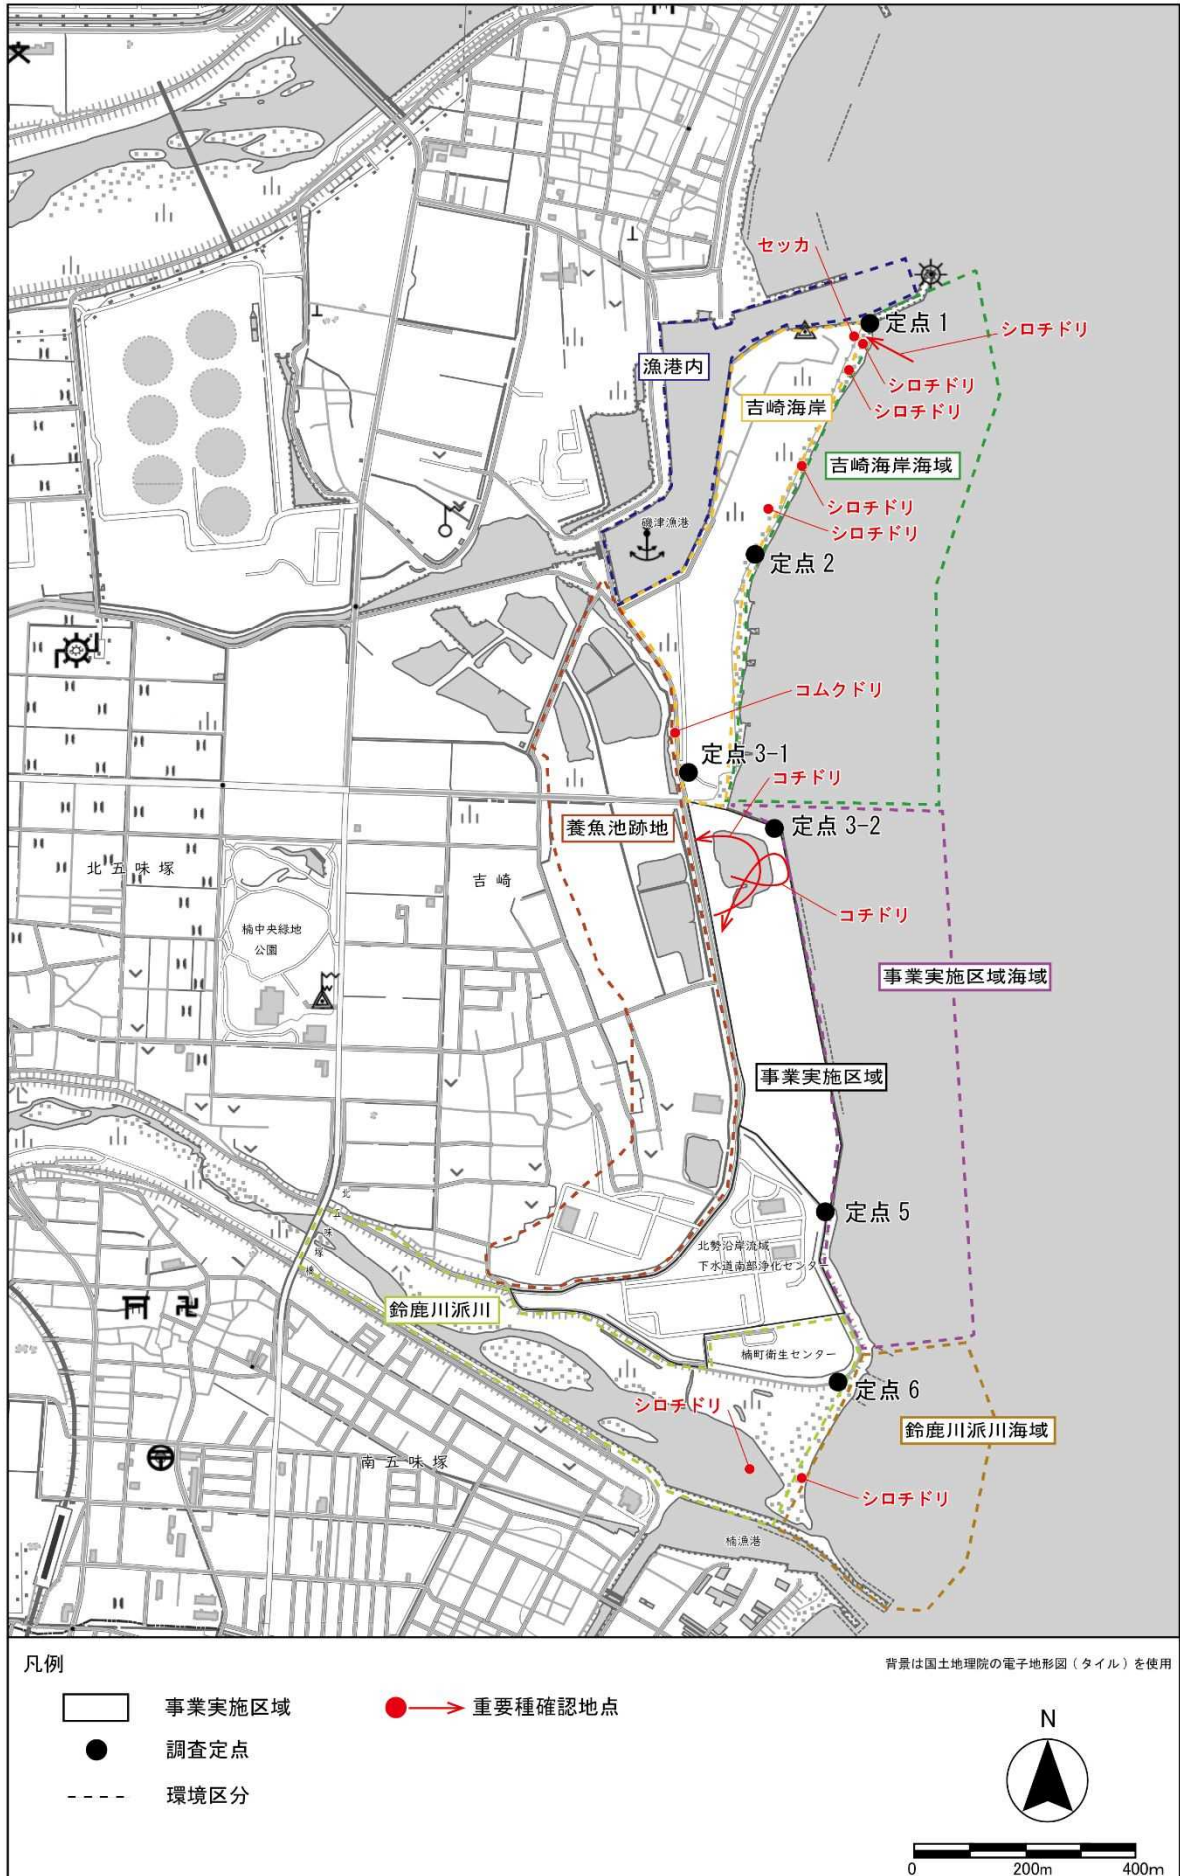 セッカ
定点 1
シロチドリ
漁港内
シロチドリ
吉崎海岸
シロチドリ
吉崎海岸海域
シロチドリ
磯津漁港
シロチドリ
定点 2
コムクドリ
定点 3-1
コチドリ
養魚池跡地
定点 3-2
北五味塚
吉崎
コチドリ
楠中央緑地
公園
事業実施区域海域
事業実施区域
北五味塚橋
定点 5
北勢沿岸流域
下水道南部浄化センター
鈴鹿川派川
楠町衛生センター
定点 6
シロチドリ
鈴鹿川派川海域
南五味塚
シロチドリ
楠漁港
凡例
背景は国土地理院の電子地形図（タイル）を使用
事業実施区域
重要種確認地点
調査定点
環境区分
N
0 200m 400m